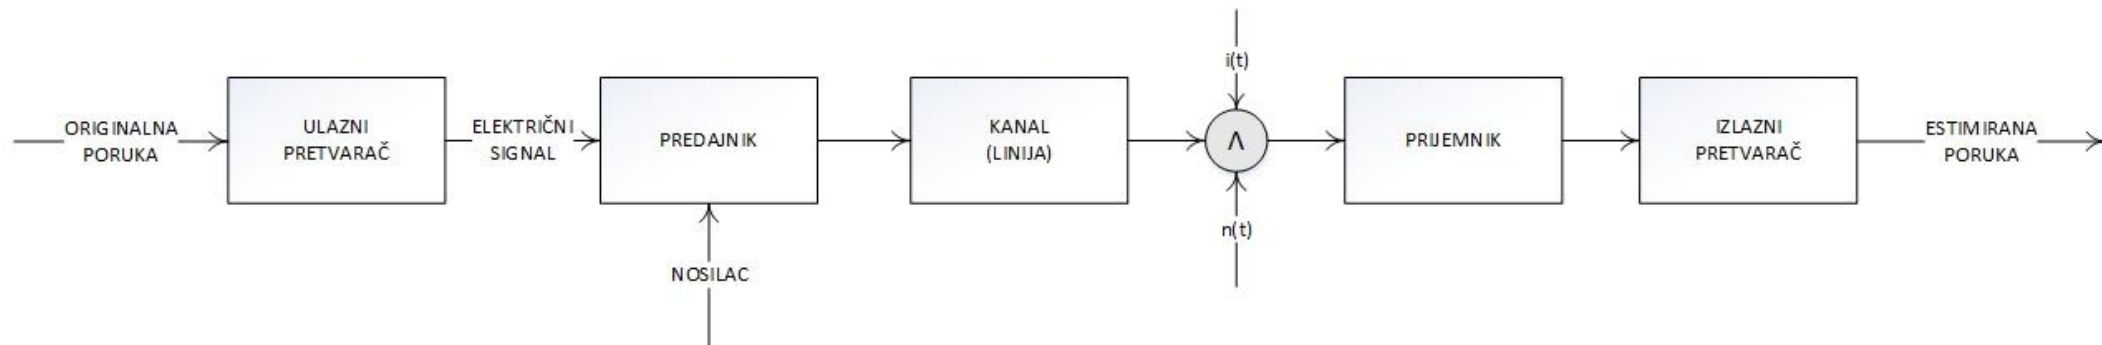 ORIGINALNA
PORUKA
ULAZNI
PRETVARAČ
ELEKTRIČNI
SIGNAL
PREDAJNIK
NOSILAC
KANAL
(LINIJA)
i(t)
Λ
n(t)
PRIJEMNIK
IZLAZNI
PRETVARAČ
ESTIMIRANA
PORUKA